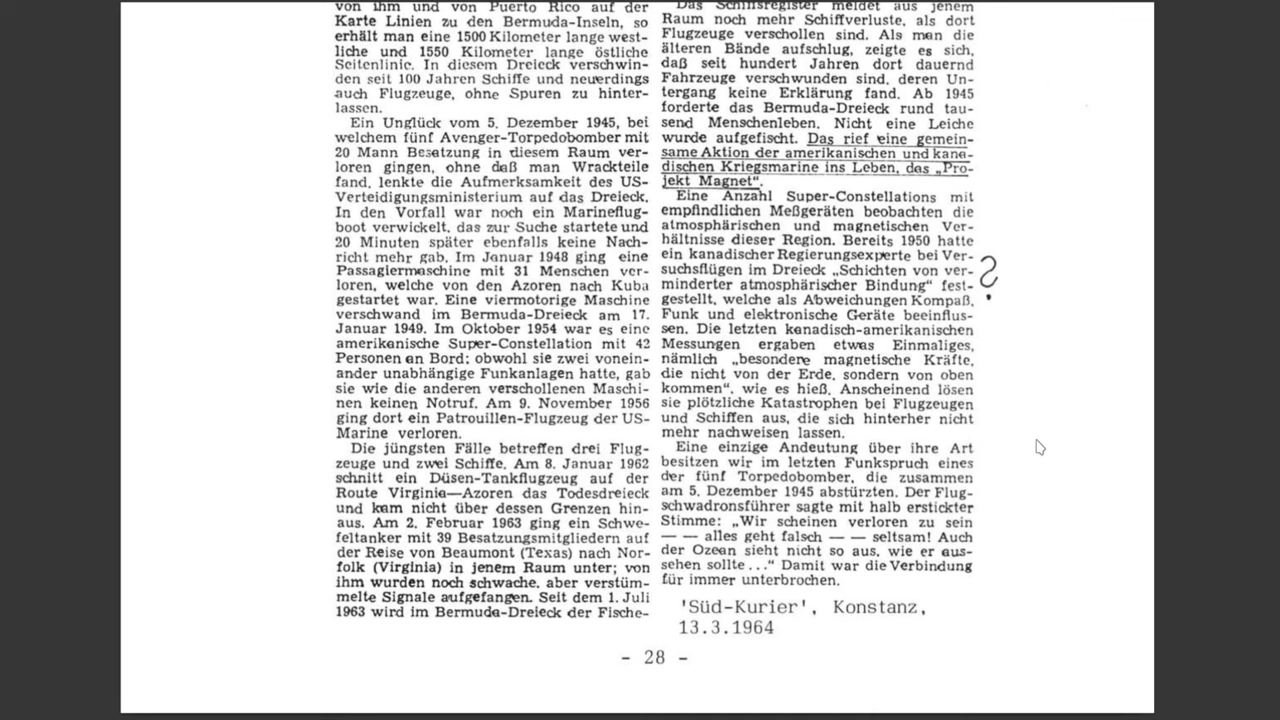 von ihm und von Puerto Rico auf der
Karte Linien zu den Bermuda-Inseln, so
erhält man eine 1500 Kilometer lange west-
liche und 1550 Kilometer lange östliche
Seitenlinie. In diesem Dreieck verschwin-
den seit 100 Jahren Schiffe und neuerdings
auch Flugzeuge, ohne Spuren zu hinter-
lassen.
Ein Unglück vom 5. Dezember 1945, bei
welchem fünf Avenger-Torpedobomber mit
20 Mann Besatzung in diesem Raum ver-
loren gingen, ohne daß man Wrackteile
fand, lenkte die Aufmerksamkeit des US-
Verteidigungsministerium auf das Dreieck.
In den Vorfall war noch ein Marineflug-
boot verwickelt, das zur Suche startete und
20 Minuten später ebenfalls keine Nach-
richt mehr gab. Im Januar 1948 ging eine
Passagiermaschine mit 31 Menschen ver-
loren, welche von den Azoren nach Kuba
gestartet war. Eine viermotorige Maschine
verschwand im Bermuda-Dreieck am 17.
Januar 1949. Im Oktober 1954 war es eine
amerikanische Super-Constellation mit 42
Personen an Bord; obwohl sie zwei vonein-
ander unabhängige Funkanlagen hatte, gab
sie wie die anderen verschollenen Maschi-
nen keinen Notruf. Am 9. November 1956
ging dort ein Patrouillen-Flugzeug der US-
Marine verloren.
Die jüngsten Fälle betreffen drei Flug-
zeuge und zwei Schiffe. Am 8. Januar 1962
schnitt ein Düsen-Tankflugzeug auf der
Route Virginia—Azoren das Todesdreieck
und kam nicht über dessen Grenzen hin-
aus. Am 2. Februar 1963 ging ein Schwe-
feltanker mit 39 Besatzungsmitgliedern auf
der Reise von Beaumont (Texas) nach Nor-
folk (Virginia) in jenem Raum unter; von
ihm wurden noch schwache, aber verstüm-
melte Signale aufgefangen. Seit dem 1. Juli
1963 wird im Bermuda-Dreieck der Fische-
Das Schiffsregister meldet aus jenem
Raum noch mehr Schiffverluste, als dort
Flugzeuge verschollen sind. Als man die
älteren Bände aufschlug, zeigte es sich,
daß seit hundert Jahren dort dauernd
Fahrzeuge verschwunden sind, deren Un-
tergang keine Erklärung fand. Ab 1945
forderte das Bermuda-Dreieck rund tau-
send Menschenleben. Nicht eine Leiche
wurde aufgefischt. Das rief eine gemein-
same Aktion der amerikanischen und kana-
dischen Kriegsmarine ins Leben, das „Pro-
jekt Magnet“.
Eine Anzahl Super-Constellations mit
empfindlichen Meßgeräten beobachten die
atmosphärischen und magnetischen Ver-
hältnisse dieser Region. Bereits 1950 hatte
ein kanadischer Regierungsexperte bei Ver-
suchsflügen im Dreieck „Schichten von ver-
minderter atmosphärischer Bindung“ fest-
gestellt, welche als Abweichungen Kompaß,
Funk und elektronische Geräte beeinflus-
sen. Die letzten kanadisch-amerikanischen
Messungen ergaben etwas Einmaliges,
nämlich „besondere magnetische Kräfte,
die nicht von der Erde, sondern von oben
kommen“, wie es hieß. Anscheinend lösen
sie plötzliche Katastrophen bei Flugzeugen
und Schiffen aus, die sich hinterher nicht
mehr nachweisen lassen.
Eine einzige Andeutung über ihre Art
besitzen wir im letzten Funkspruch eines
der fünf Torpedobomber, die zusammen
am 5. Dezember 1945 abstürzten. Der Flug-
schwadronsführer sagte mit halb erstickter
Stimme: „Wir scheinen verloren zu sein
— — alles geht falsch — — seltsam! Auch
der Ozean sieht nicht so aus, wie er aus-
sehen sollte ...“ Damit war die Verbindung
für immer unterbrochen.
?
'Süd-Kurier', Konstanz,
13.3.1964
- 28 -